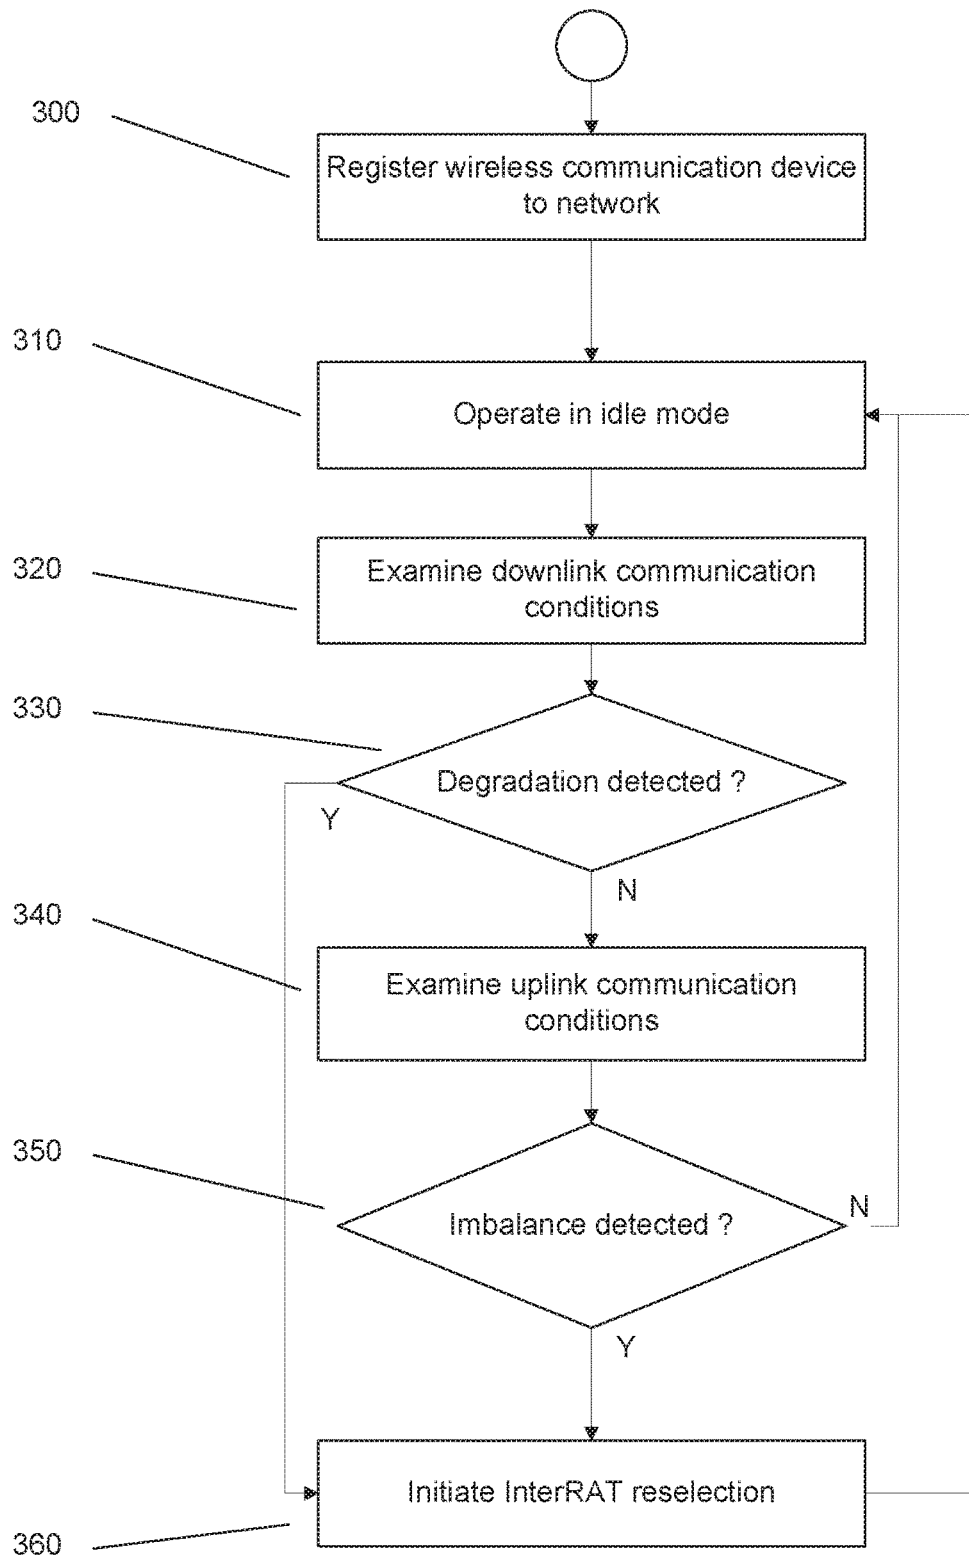 300
Register wireless communication device
to network
310
Operate in idle mode
320
Examine downlink communication
conditions
330
Degradation detected ?
Y
N
340
Examine uplink communication
conditions
350
Imbalance detected ?
N
Y
Initiate InterRAT reselection
360